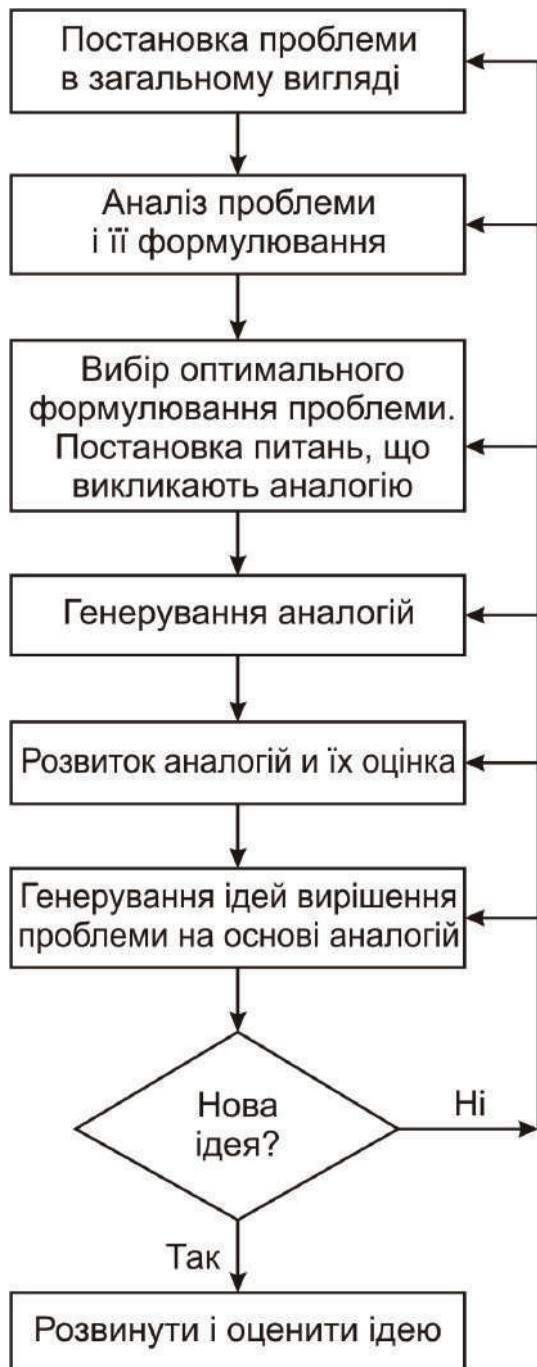 Постановка проблеми
в загальному вигляді
Аналіз проблеми
і її формулювання
Вибір оптимального
формулювання проблеми.
Постановка питань, що
викликають аналогію
Генерування аналогій
Розвиток аналогій и їх оцінка
Генерування ідей вирішення
проблеми на основі аналогій
Нова
ідея?
Ні
Так
Розвинути і оценити ідею